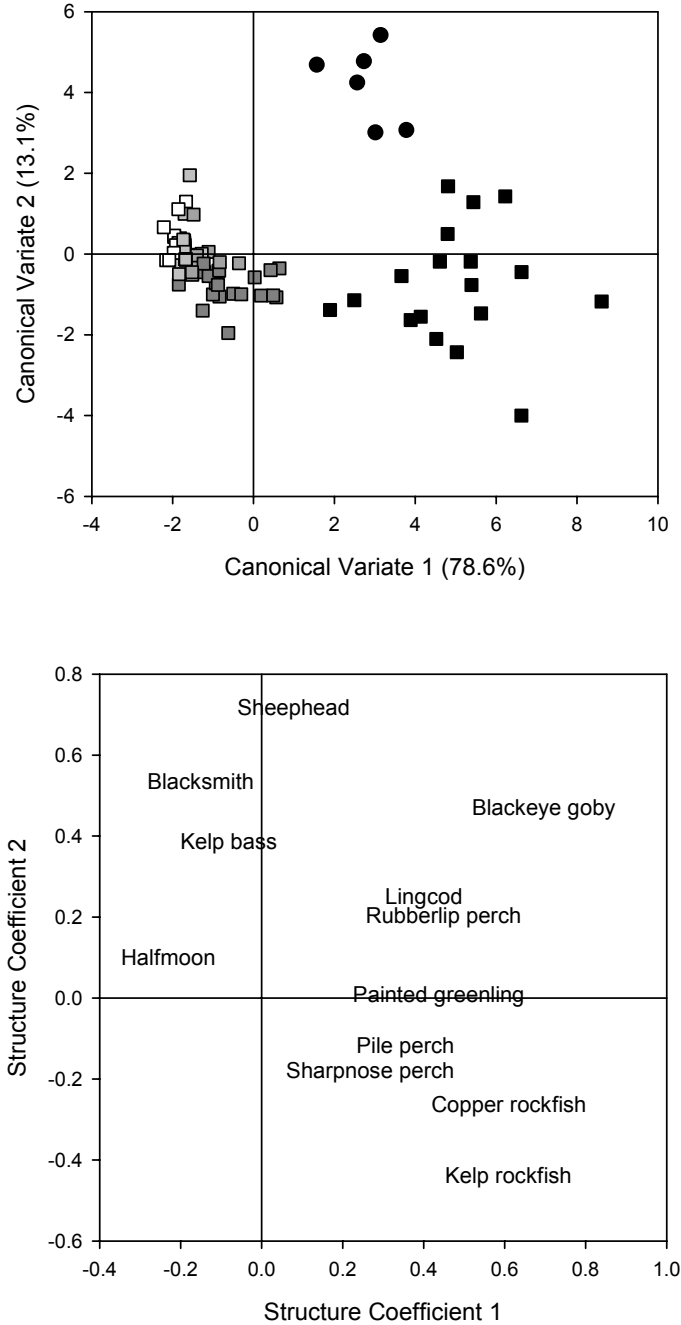 6
4
2
0
-2
-4
-6
Canonical Variate 2 (13.1%)
-4 -2 0 2 4 6 8 10
Canonical Variate 1 (78.6%)
0.8
0.6
0.4
0.2
0.0
-0.2
-0.4
-0.6
Structure Coefficient 2
Sheephead
Blacksmith
Blackeye goby
Kelp bass
Lingcod
Rubberlip perch
Halfmoon
Painted greenling
Pile perch
Sharpnose perch
Copper rockfish
Kelp rockfish
-0.4 -0.2 0.0 0.2 0.4 0.6 0.8 1.0
Structure Coefficient 1